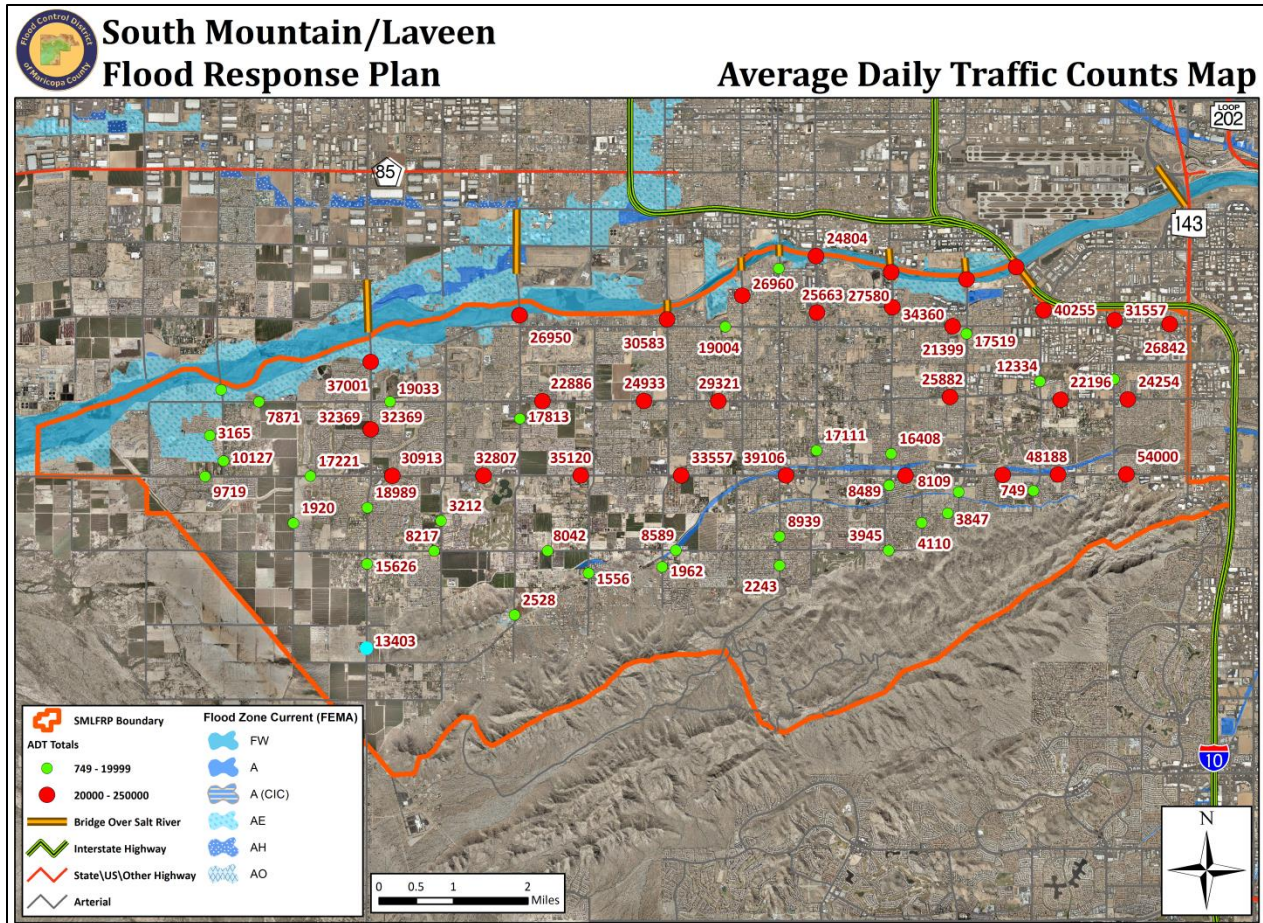 Flood Control District
of Maricopa County
South Mountain/Laveen
Flood Response Plan
Average Daily Traffic Counts Map
LOOP
202
85
143
24804
26960
25663
27580
34360
40255
31557
26842
26950
30583
19004
21399
17519
37001
19033
22886
24933
29321
25882
12334
22196
24254
7871
32369
32369
17813
3165
10127
17221
30913
32807
35120
33557
39106
17111
16408
48188
54000
9719
18989
8489
8109
749
1920
3212
3847
8217
8042
8589
8939
3945
4110
15626
1556
1962
2243
2528
13403
SMLFRP Boundary
ADT Totals
749 - 19999
20000 - 250000
Bridge Over Salt River
Interstate Highway
State\US\Other Highway
Arterial
Flood Zone Current (FEMA)
FW
A
A (CIC)
AE
AH
AO
0 0.5 1 2
Miles
10
N